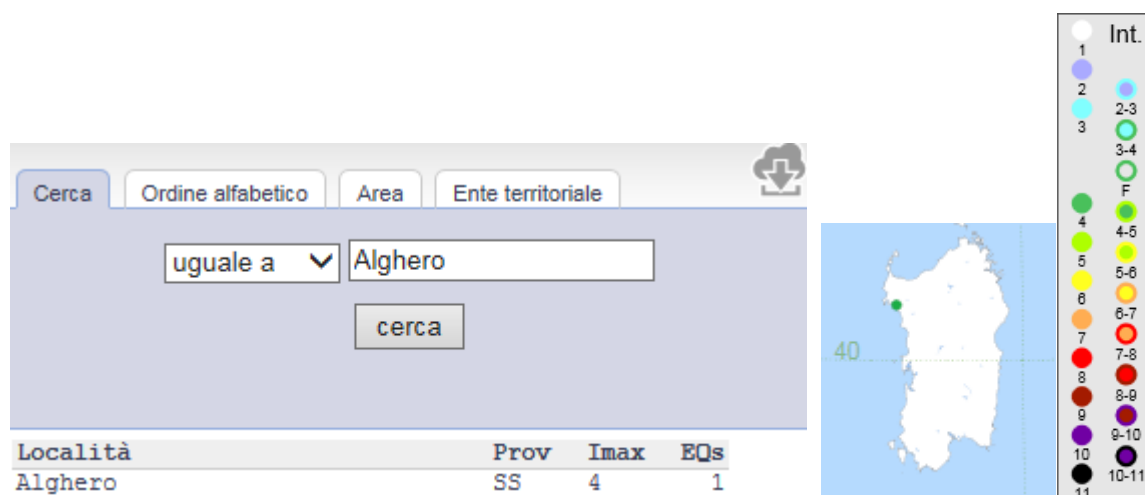 Cerca
Ordine alfabetico
Area
Ente territoriale
uguale a
Alghero
cerca
Località Prov Imax EQs
Alghero SS 4 1
40
Int.
1
2
2-3
3
3-4
F
4
4-5
5
5-6
6
6-7
7
7-8
8
8-9
9
9-10
10
10-11
11